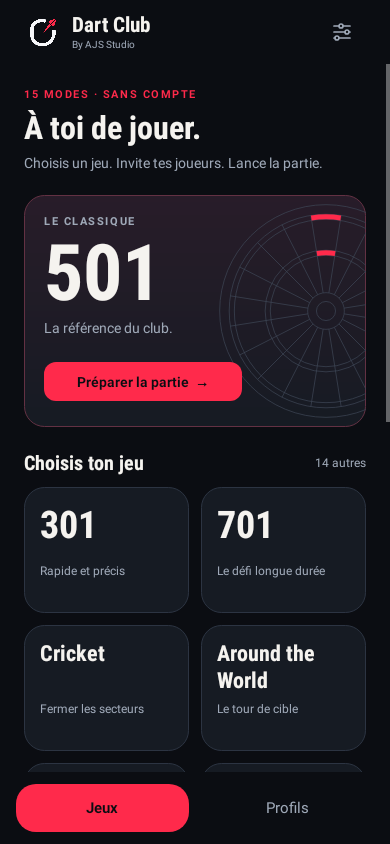 Dart Club
By AJS Studio
15 MODES · SANS COMPTE
À toi de jouer.
Choisis un jeu. Invite tes joueurs. Lance la partie.
LE CLASSIQUE
501
La référence du club.
Préparer la partie →
Choisis ton jeu
14 autres
301
701
Rapide et précis
Le défi longue durée
Cricket
Around the
World
Fermer les secteurs
Le tour de cible
Jeux
Profils